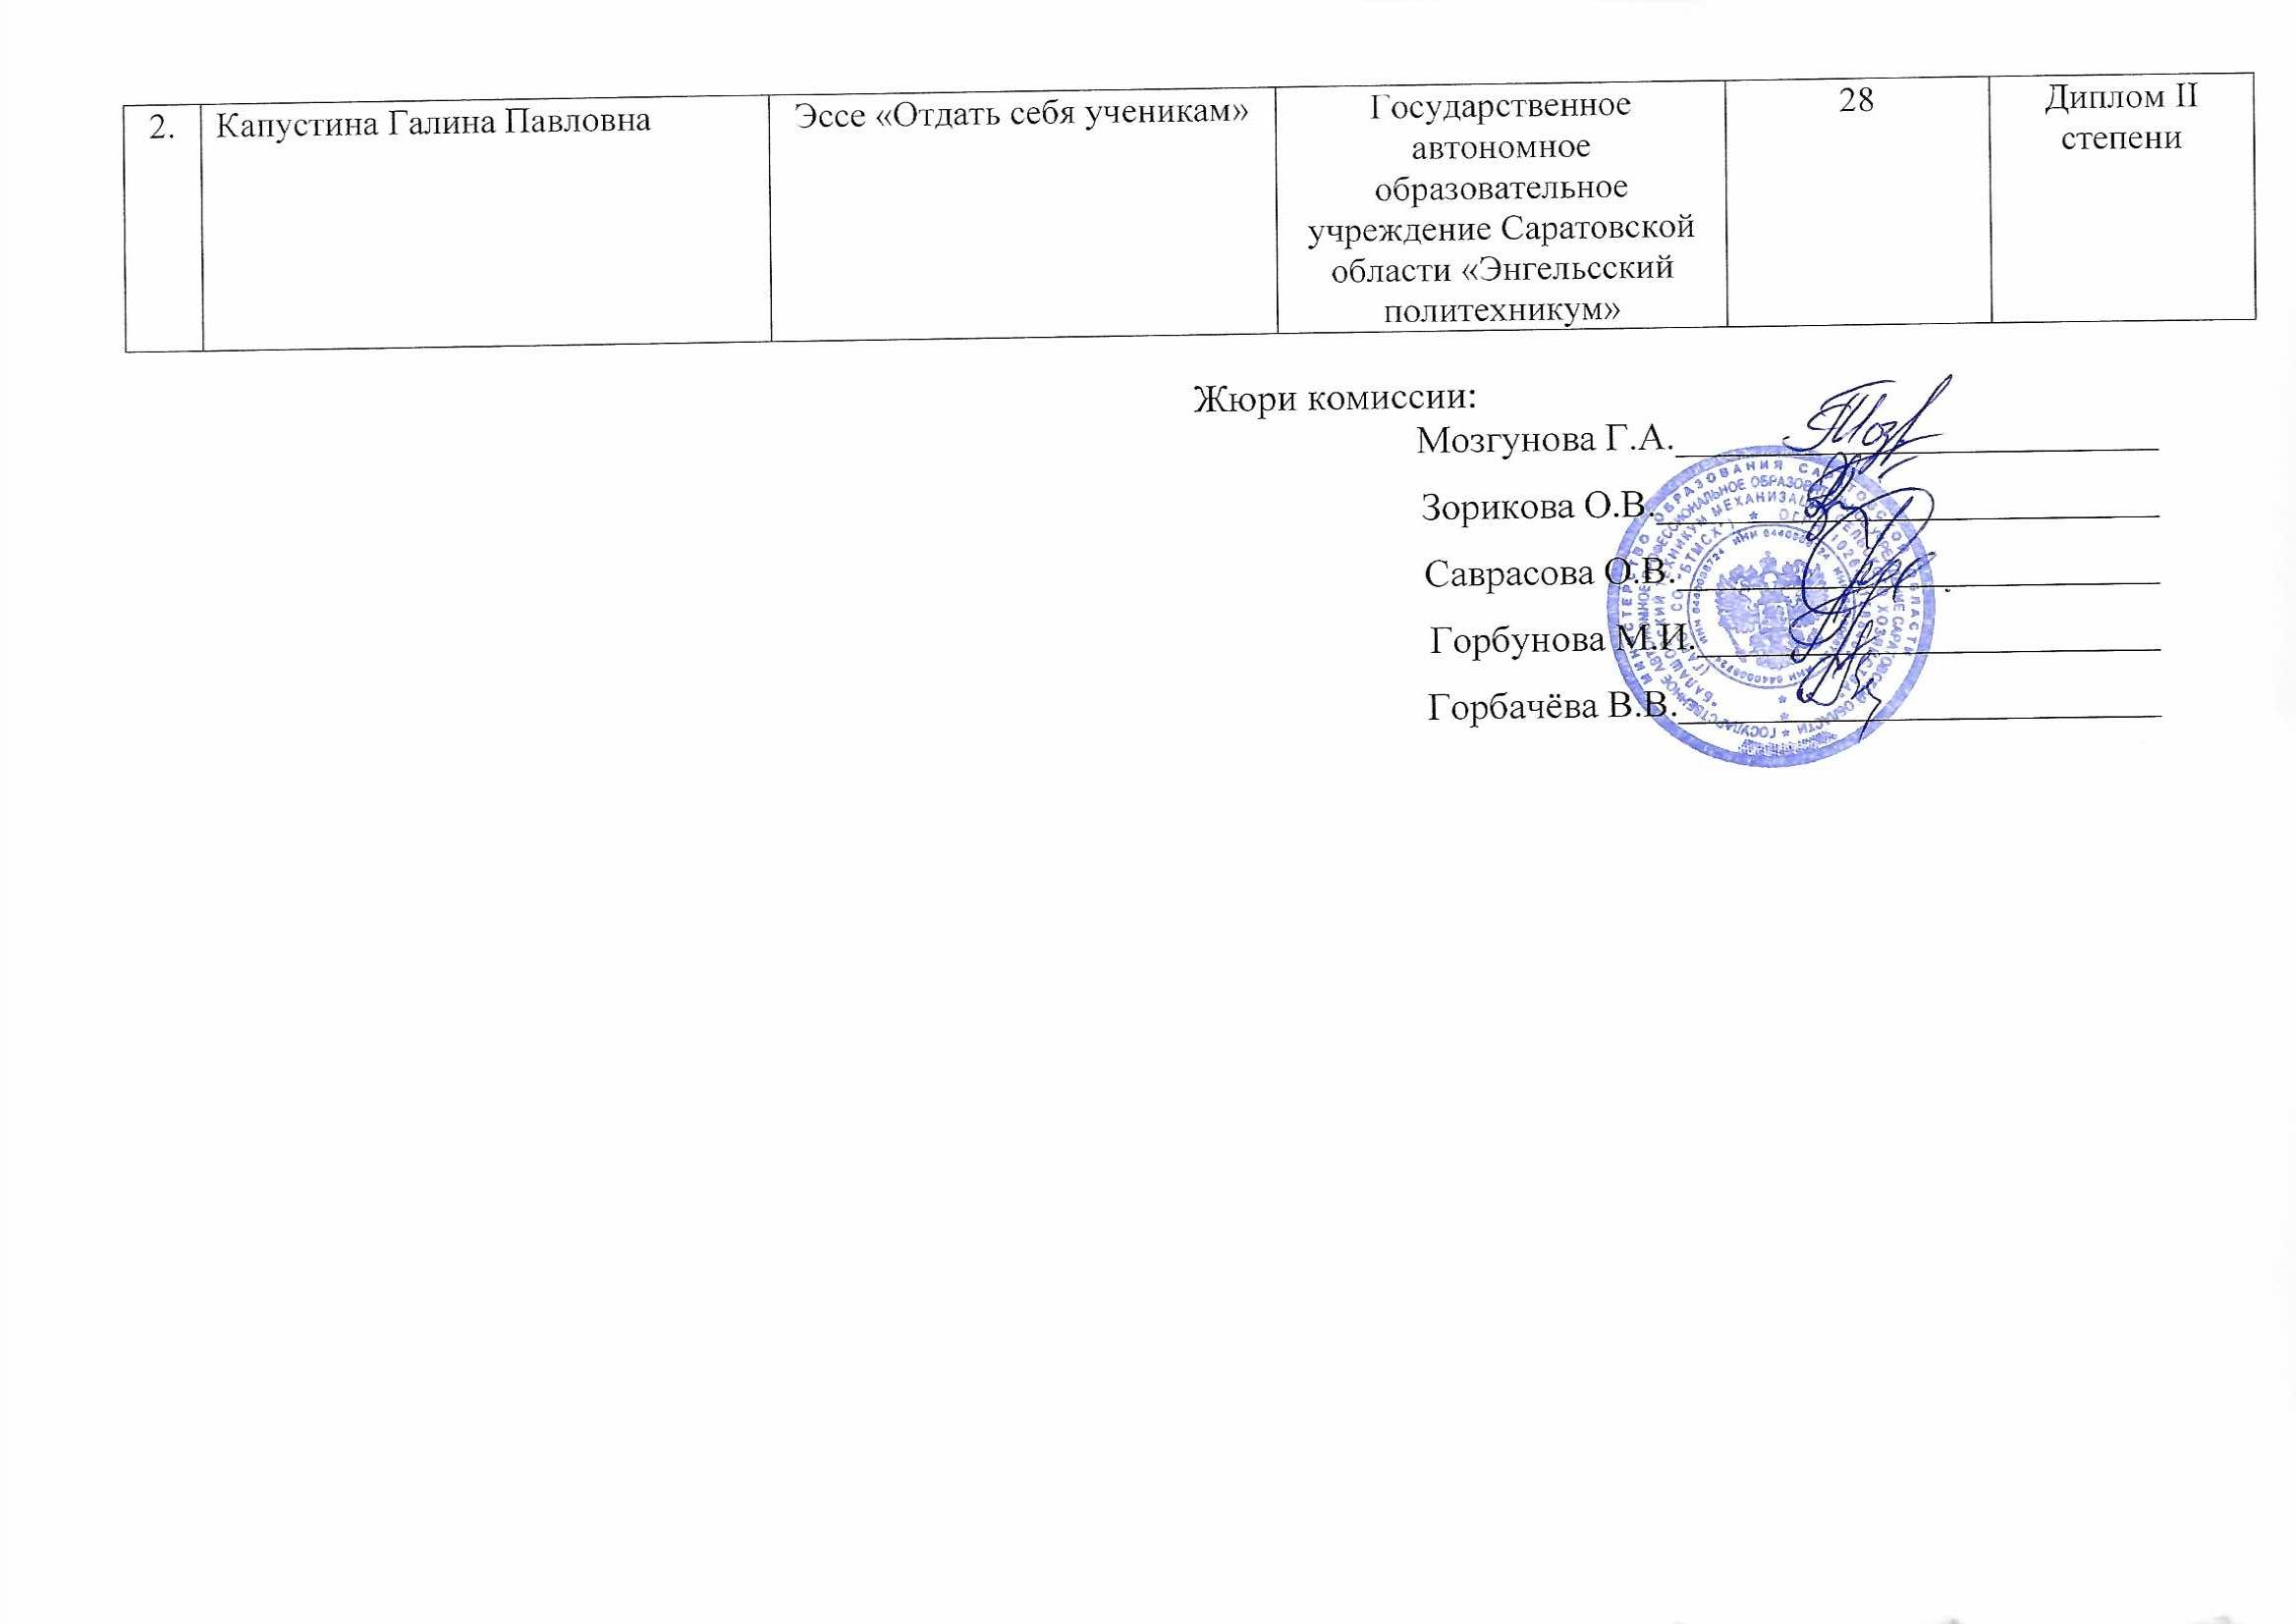 2.
Капустина Галина Павловна
Эссе «Отдать себя ученикам»
Государственное
автономное
образовательное
учреждение Саратовской
области «Энгельсский
политехникум»
28
Диплом II
степени
Жюри комиссии:
Мозгунова Г.А.
Зорикова О.В.
Саврасова О.В.
Горбунова М.И.
Горбачёва В.В.